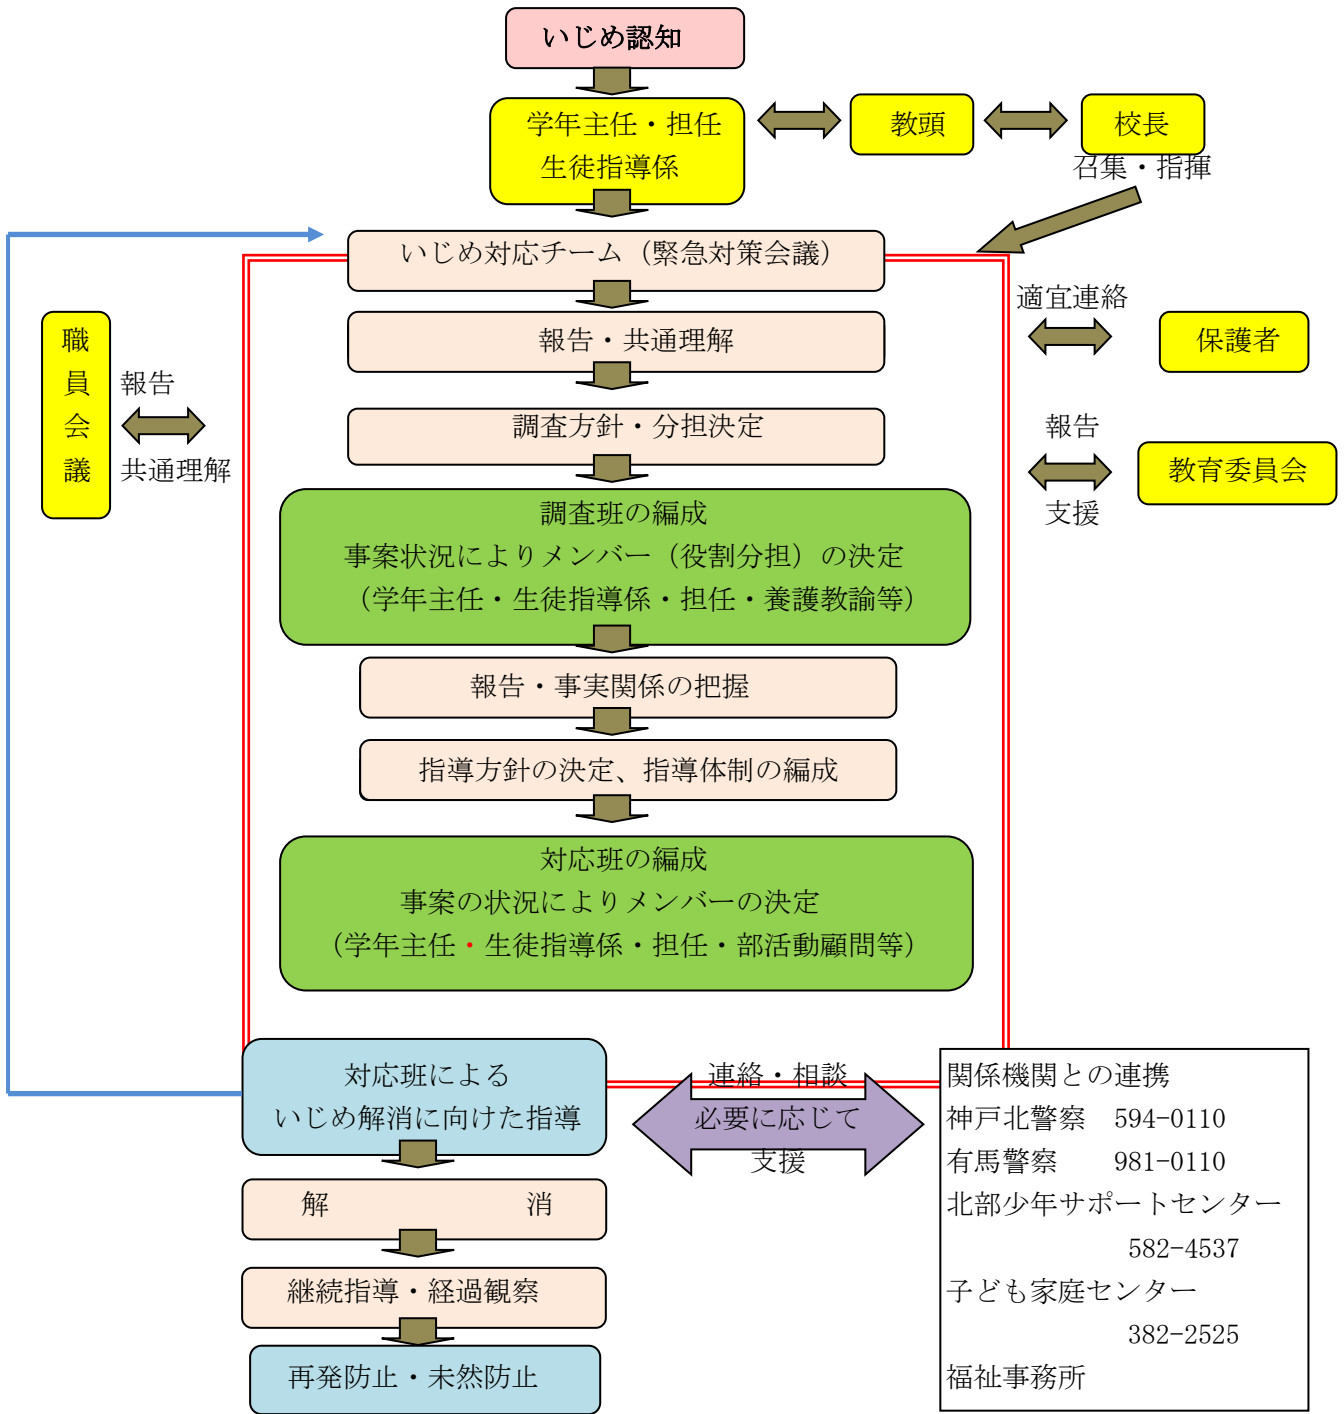 いじめ認知
学年主任・担任
生徒指導係
教頭
校長
召集・指揮
いじめ対応チーム（緊急対策会議）
報告・共通理解
適宜連絡
保護者
職員会議
報告
共通理解
調査方針・分担決定
報告
支援
教育委員会
調査班の編成
事案状況によりメンバー（役割分担）の決定
（学年主任・生徒指導係・担任・養護教諭等）
報告・事実関係の把握
指導方針の決定、指導体制の編成
対応班の編成
事案の状況によりメンバーの決定
（学年主任・生徒指導係・担任・部活動顧問等）
対応班による
いじめ解消に向けた指導
連絡・相談
必要に応じて
支援
関係機関との連携
神戸北警察　594-0110
有馬警察　　981-0110
北部少年サポートセンター
582-4537
子ども家庭センター
382-2525
福祉事務所
解　　　　　　　消
継続指導・経過観察
再発防止・未然防止